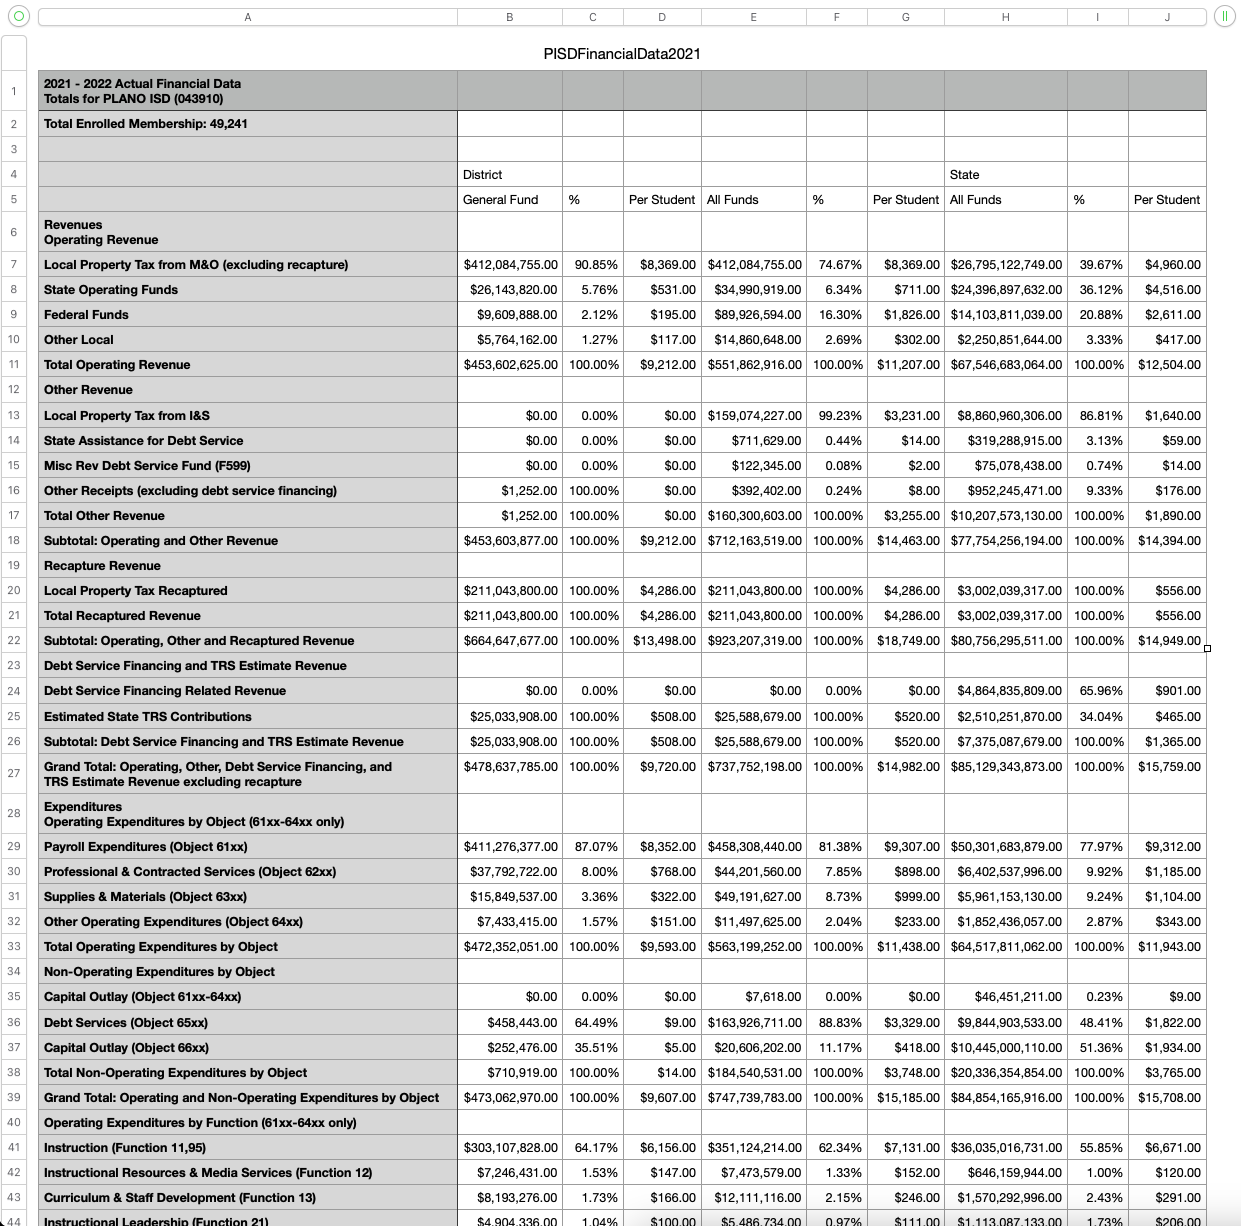 A B C D E F G H I J
PISDFinancialData2021
1 2021 - 2022 Actual Financial Data
Totals for PLANO ISD (043910)
2 Total Enrolled Membership: 49,241
3
4 District State
5 General Fund % Per Student All Funds % Per Student All Funds % Per Student
6 Revenues
Operating Revenue
7 Local Property Tax from M&O (excluding recapture) $412,084,755.00 90.85% $8,369.00 $412,084,755.00 74.67% $8,369.00 $26,795,122,749.00 39.67% $4,960.00
8 State Operating Funds $26,143,820.00 5.76% $531.00 $34,990,919.00 6.34% $711.00 $24,396,897,632.00 36.12% $4,516.00
9 Federal Funds $9,609,888.00 2.12% $195.00 $89,926,594.00 16.30% $1,826.00 $14,103,811,039.00 20.88% $2,611.00
10 Other Local $5,764,162.00 1.27% $117.00 $14,860,648.00 2.69% $302.00 $2,250,851,644.00 3.33% $417.00
11 Total Operating Revenue $453,602,625.00 100.00% $9,212.00 $551,862,916.00 100.00% $11,207.00 $67,546,683,064.00 100.00% $12,504.00
12 Other Revenue
13 Local Property Tax from I&S $0.00 0.00% $0.00 $159,074,227.00 99.23% $3,231.00 $8,860,960,306.00 86.81% $1,640.00
14 State Assistance for Debt Service $0.00 0.00% $0.00 $711,629.00 0.44% $14.00 $319,288,915.00 3.13% $59.00
15 Misc Rev Debt Service Fund (F599) $0.00 0.00% $0.00 $122,345.00 0.08% $2.00 $75,078,438.00 0.74% $14.00
16 Other Receipts (excluding debt service financing) $1,252.00 100.00% $0.00 $392,402.00 0.24% $8.00 $952,245,471.00 9.33% $176.00
17 Total Other Revenue $1,252.00 100.00% $0.00 $160,300,603.00 100.00% $3,255.00 $10,207,573,130.00 100.00% $1,890.00
18 Subtotal: Operating and Other Revenue $453,603,877.00 100.00% $9,212.00 $712,163,519.00 100.00% $14,463.00 $77,754,256,194.00 100.00% $14,394.00
19 Recapture Revenue
20 Local Property Tax Recaptured $211,043,800.00 100.00% $4,286.00 $211,043,800.00 100.00% $4,286.00 $3,002,039,317.00 100.00% $556.00
21 Total Recaptured Revenue $211,043,800.00 100.00% $4,286.00 $211,043,800.00 100.00% $4,286.00 $3,002,039,317.00 100.00% $556.00
22 Subtotal: Operating, Other and Recaptured Revenue $664,647,677.00 100.00% $13,498.00 $923,207,319.00 100.00% $18,749.00 $80,756,295,511.00 100.00% $14,949.00
23 Debt Service Financing and TRS Estimate Revenue
24 Debt Service Financing Related Revenue $0.00 0.00% $0.00 $0.00 0.00% $0.00 $4,864,835,809.00 65.96% $901.00
25 Estimated State TRS Contributions $25,033,908.00 100.00% $508.00 $25,588,679.00 100.00% $520.00 $2,510,251,870.00 34.04% $465.00
26 Subtotal: Debt Service Financing and TRS Estimate Revenue $25,033,908.00 100.00% $508.00 $25,588,679.00 100.00% $520.00 $7,375,087,679.00 100.00% $1,365.00
27 Grand Total: Operating, Other, Debt Service Financing, and $478,637,785.00 100.00% $9,720.00 $737,752,198.00 100.00% $14,982.00 $85,129,343,873.00 100.00% $15,759.00
TRS Estimate Revenue excluding recapture
28 Expenditures
Operating Expenditures by Object (61xx-64xx only)
29 Payroll Expenditures (Object 61xx) $411,276,377.00 87.07% $8,352.00 $458,308,440.00 81.38% $9,307.00 $50,301,683,879.00 77.97% $9,312.00
30 Professional & Contracted Services (Object 62xx) $37,792,722.00 8.00% $768.00 $44,201,560.00 7.85% $898.00 $6,402,537,996.00 9.92% $1,185.00
31 Supplies & Materials (Object 63xx) $15,849,537.00 3.36% $322.00 $49,191,627.00 8.73% $999.00 $5,961,153,130.00 9.24% $1,104.00
32 Other Operating Expenditures (Object 64xx) $7,433,415.00 1.57% $151.00 $11,497,625.00 2.04% $233.00 $1,852,436,057.00 2.87% $343.00
33 Total Operating Expenditures by Object $472,352,051.00 100.00% $9,593.00 $563,199,252.00 100.00% $11,438.00 $64,517,811,062.00 100.00% $11,943.00
34 Non-Operating Expenditures by Object
35 Capital Outlay (Object 61xx-64xx) $0.00 0.00% $0.00 $7,618.00 0.00% $0.00 $46,451,211.00 0.23% $9.00
36 Debt Services (Object 65xx) $458,443.00 64.49% $9.00 $163,926,711.00 88.83% $3,329.00 $9,844,903,533.00 48.41% $1,822.00
37 Capital Outlay (Object 66xx) $252,476.00 35.51% $5.00 $20,606,202.00 11.17% $418.00 $10,445,000,110.00 51.36% $1,934.00
38 Total Non-Operating Expenditures by Object $710,919.00 100.00% $14.00 $184,540,531.00 100.00% $3,748.00 $20,336,354,854.00 100.00% $3,765.00
39 Grand Total: Operating and Non-Operating Expenditures by Object $473,062,970.00 100.00% $9,607.00 $747,739,783.00 100.00% $15,185.00 $84,854,165,916.00 100.00% $15,708.00
40 Operating Expenditures by Function (61xx-64xx only)
41 Instruction (Function 11,95) $303,107,828.00 64.17% $6,156.00 $351,124,214.00 62.34% $7,131.00 $36,035,016,731.00 55.85% $6,671.00
42 Instructional Resources & Media Services (Function 12) $7,246,431.00 1.53% $147.00 $7,473,579.00 1.33% $152.00 $646,159,944.00 1.00% $120.00
43 Curriculum & Staff Development (Function 13) $8,193,276.00 1.73% $166.00 $12,111,116.00 2.15% $246.00 $1,570,292,996.00 2.43% $291.00
44 Instructional Leadership (Function 21) $4,904,336.00 1.04% $100.00 $5,486,734.00 0.97% $111.00 $1,113,087,133.00 1.73% $206.00